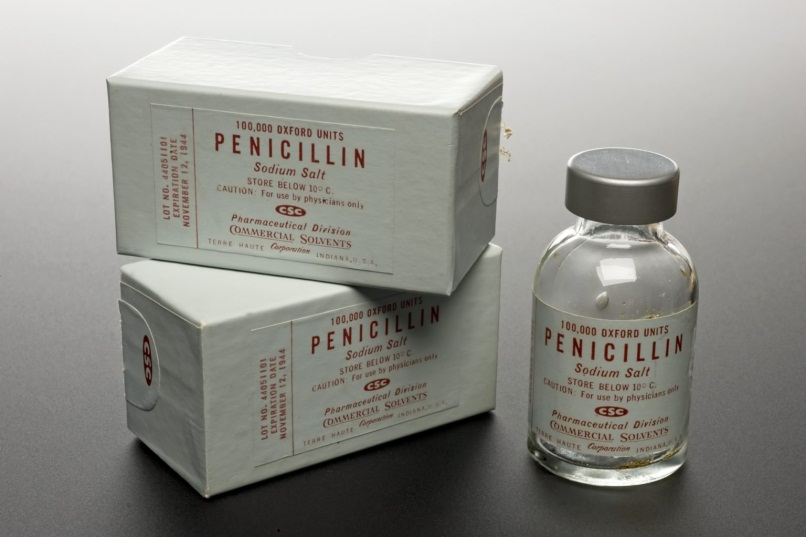 100,000 OXFORD UNITS
PENICILLIN
Sodium Salt
STORE BELOW 10° C.
CAUTION: For use by physicians only
CSC
Pharmaceutical Division
COMMERCIAL SOLVENTS
TERRE HAUTE Corporation INDIANA, U.S.A.
LOT NO. 44051101
EXPIRATION DATE
NOVEMBER 12, 1944
CSC
100,000 OXFORD UNITS
PENICILLIN
Sodium Salt
STORE BELOW 10° C.
CAUTION: For use by physicians only
CSC
Pharmaceutical Division
COMMERCIAL SOLVENTS
TERRE HAUTE Corporation INDIANA, U.S.A.
LOT NO. 44051101
EXPIRATION DATE
NOVEMBER 12, 1944
CSC
100,000 OXFORD UNITS
PENICILLIN
Sodium Salt
STORE BELOW 10° C.
CAUTION: For use by physicians only
CSC
Pharmaceutical Division
COMMERCIAL SOLVENTS
TERRE HAUTE Corporation INDIANA,